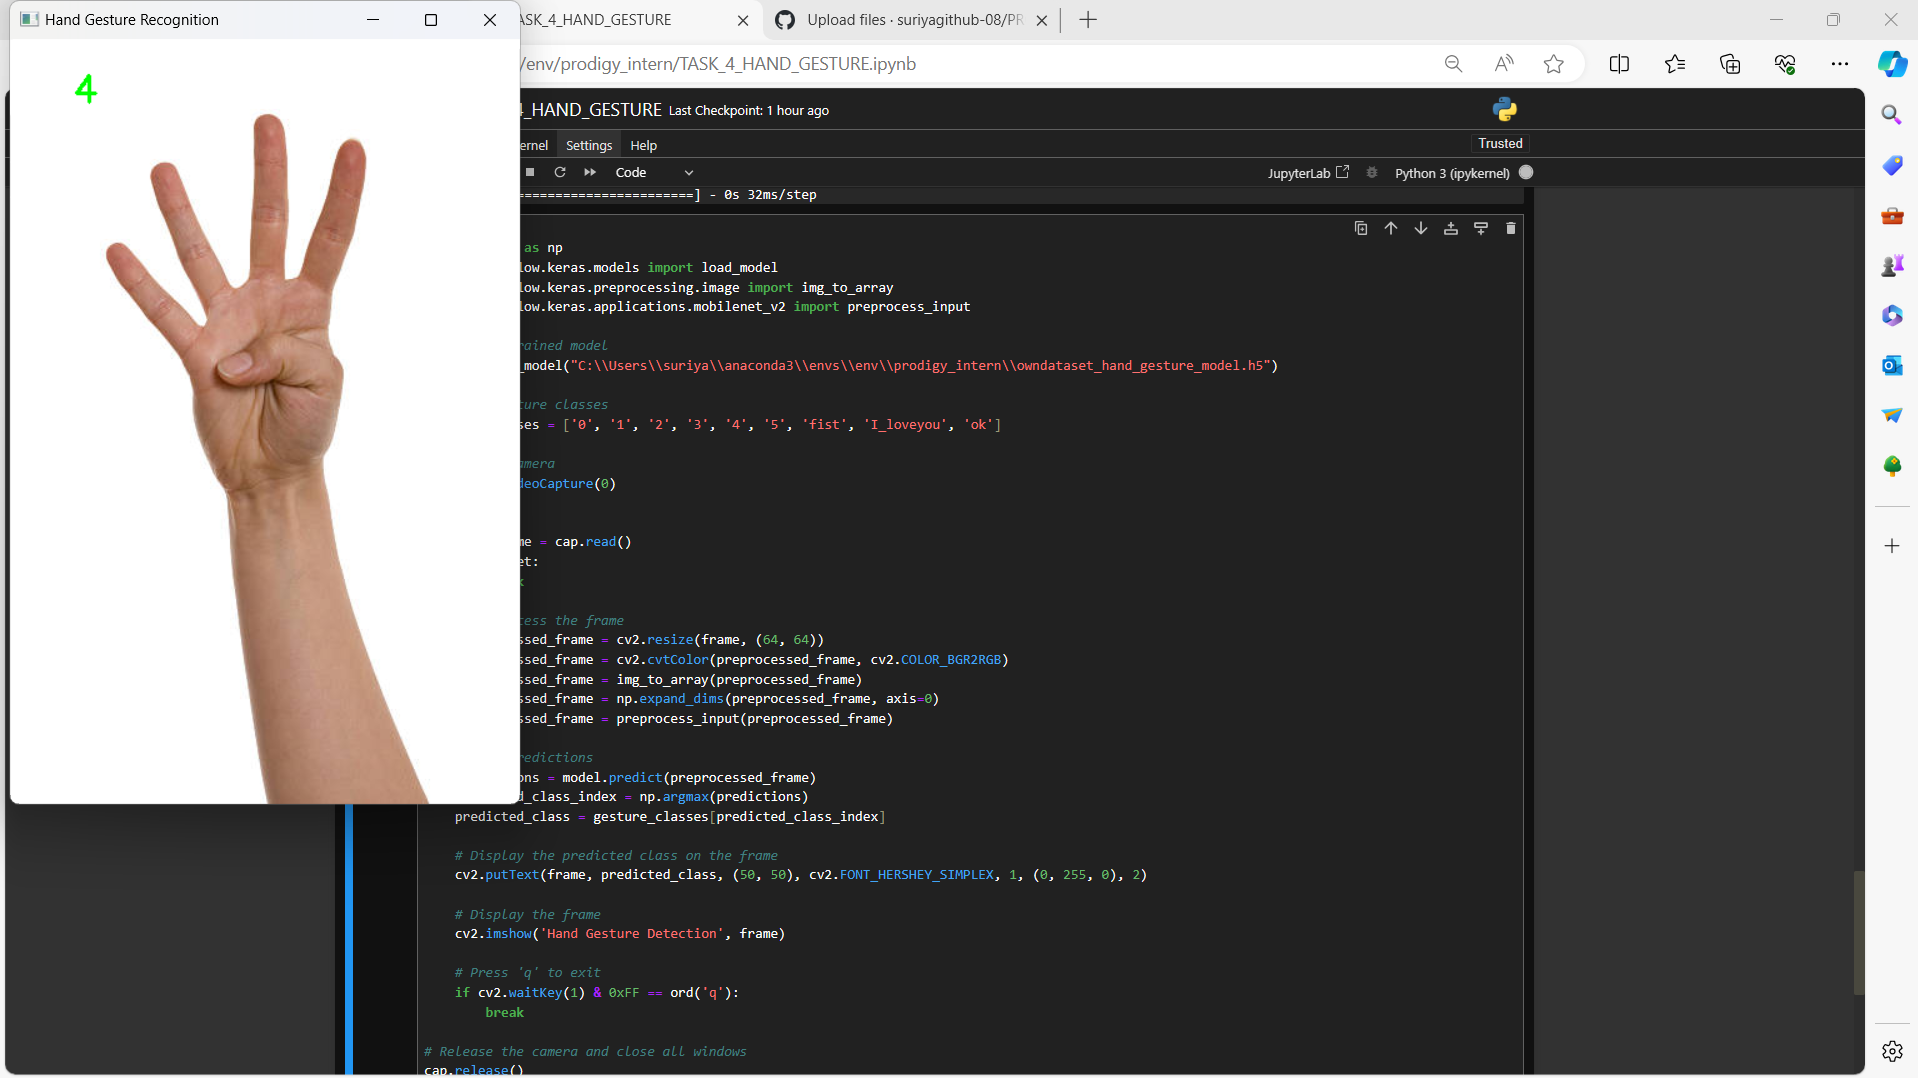 Hand Gesture Recognition
4
ASK_4_HAND_GESTURE
Upload files · suriyagithub-08/PR
/env/prodigy_intern/TASK_4_HAND_GESTURE.ipynb
_HAND_GESTURE Last Checkpoint: 1 hour ago
ernel Settings Help
Trusted
Code
JupyterLab
Python 3 (ipykernel)
=======================] - 0s 32ms/step
as np
low.keras.models import load_model
low.keras.preprocessing.image import img_to_array
low.keras.applications.mobilenet_v2 import preprocess_input
rained model
_model("C:\\Users\\suriya\\anaconda3\\envs\\env\\prodigy_intern\\owndataset_hand_gesture_model.h5")
ture classes
ses = ['0', '1', '2', '3', '4', '5', 'fist', 'I_loveyou', 'ok']
amera
deoCapture(0)
me = cap.read()
et:
k
cess the frame
ssed_frame = cv2.resize(frame, (64, 64))
ssed_frame = cv2.cvtColor(preprocessed_frame, cv2.COLOR_BGR2RGB)
ssed_frame = img_to_array(preprocessed_frame)
ssed_frame = np.expand_dims(preprocessed_frame, axis=0)
ssed_frame = preprocess_input(preprocessed_frame)
redictions
ons = model.predict(preprocessed_frame)
d_class_index = np.argmax(predictions)
predicted_class = gesture_classes[predicted_class_index]
# Display the predicted class on the frame
cv2.putText(frame, predicted_class, (50, 50), cv2.FONT_HERSHEY_SIMPLEX, 1, (0, 255, 0), 2)
# Display the frame
cv2.imshow('Hand Gesture Detection', frame)
# Press 'q' to exit
if cv2.waitKey(1) & 0xFF == ord('q'):
break
# Release the camera and close all windows
cap.release()